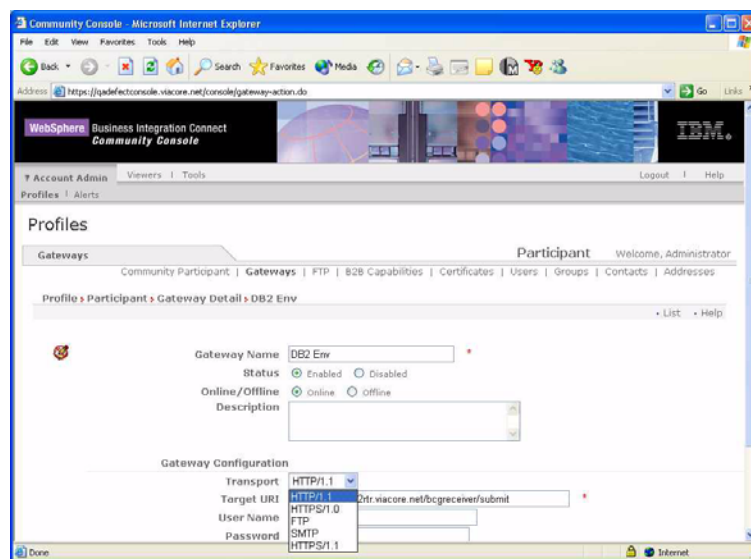 Community Console - Microsoft Internet Explorer
File Edit View Favorites Tools Help
Back Search Favorites Media
Address https://qadefectconsole.viacore.net/console/gateway-action.do Go Links
WebSphere Business Integration Connect
Community Console
IBM
Account Admin Viewers | Tools Logout | Help
Profiles | Alerts
Profiles
Gateways Participant Welcome, Administrator
Community Participant | Gateways | FTP | B2B Capabilities | Certificates | Users | Groups | Contacts | Addresses
Profile › Participant › Gateway Detail › DB2 Env
• List • Help
Gateway Name DB2 Env *
Status Enabled Disabled
Online/Offline Online Offline
Description
Gateway Configuration
Transport HTTP/1.1
Target URI 2rtr.viacore.net/bcgreceiver/submit *
User Name
Password
HTTP/1.1
HTTPS/1.0
FTP
SMTP
HTTPS/1.1
Done Internet